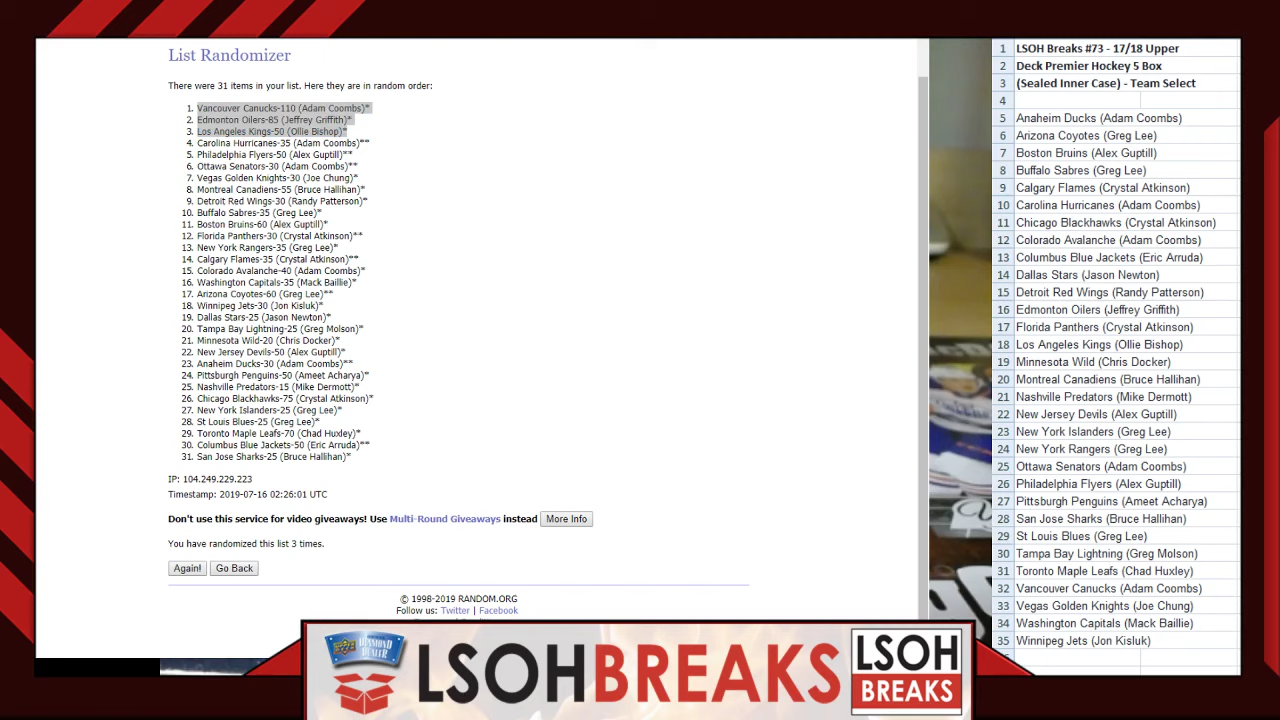 List Randomizer
There were 31 items in your list. Here they are in random order:
1. Vancouver Canucks-110 (Adam Coombs)*
2. Edmonton Oilers-85 (Jeffrey Griffith)*
3. Los Angeles Kings-50 (Ollie Bishop)*
4. Carolina Hurricanes-35 (Adam Coombs)**
5. Philadelphia Flyers-50 (Alex Guptill)**
6. Ottawa Senators-30 (Adam Coombs)**
7. Vegas Golden Knights-30 (Joe Chung)*
8. Montreal Canadiens-55 (Bruce Hallihan)*
9. Detroit Red Wings-30 (Randy Patterson)*
10. Buffalo Sabres-35 (Greg Lee)*
11. Boston Bruins-60 (Alex Guptill)*
12. Florida Panthers-30 (Crystal Atkinson)**
13. New York Rangers-35 (Greg Lee)*
14. Calgary Flames-35 (Crystal Atkinson)**
15. Colorado Avalanche-40 (Adam Coombs)*
16. Washington Capitals-35 (Mack Baillie)*
17. Arizona Coyotes-60 (Greg Lee)**
18. Winnipeg Jets-30 (Jon Kisluk)*
19. Dallas Stars-25 (Jason Newton)*
20. Tampa Bay Lightning-25 (Greg Molson)*
21. Minnesota Wild-20 (Chris Docker)*
22. New Jersey Devils-50 (Alex Guptill)*
23. Anaheim Ducks-30 (Adam Coombs)**
24. Pittsburgh Penguins-50 (Ameet Acharya)*
25. Nashville Predators-15 (Mike Dermott)*
26. Chicago Blackhawks-75 (Crystal Atkinson)*
27. New York Islanders-25 (Greg Lee)*
28. St Louis Blues-25 (Greg Lee)*
29. Toronto Maple Leafs-70 (Chad Huxley)*
30. Columbus Blue Jackets-50 (Eric Arruda)**
31. San Jose Sharks-25 (Bruce Hallihan)*
IP: 104.249.229.223
Timestamp: 2019-07-16 02:26:01 UTC
Don't use this service for video giveaways! Use Multi-Round Giveaways instead More Info
You have randomized this list 3 times.
Again! Go Back
© 1998-2019 RANDOM.ORG
Follow us: Twitter | Facebook
1 LSOH Breaks #73 - 17/18 Upper
2 Deck Premier Hockey 5 Box
3 (Sealed Inner Case) - Team Select
4
5 Anaheim Ducks (Adam Coombs)
6 Arizona Coyotes (Greg Lee)
7 Boston Bruins (Alex Guptill)
8 Buffalo Sabres (Greg Lee)
9 Calgary Flames (Crystal Atkinson)
10 Carolina Hurricanes (Adam Coombs)
11 Chicago Blackhawks (Crystal Atkinson)
12 Colorado Avalanche (Adam Coombs)
13 Columbus Blue Jackets (Eric Arruda)
14 Dallas Stars (Jason Newton)
15 Detroit Red Wings (Randy Patterson)
16 Edmonton Oilers (Jeffrey Griffith)
17 Florida Panthers (Crystal Atkinson)
18 Los Angeles Kings (Ollie Bishop)
19 Minnesota Wild (Chris Docker)
20 Montreal Canadiens (Bruce Hallihan)
21 Nashville Predators (Mike Dermott)
22 New Jersey Devils (Alex Guptill)
23 New York Islanders (Greg Lee)
24 New York Rangers (Greg Lee)
25 Ottawa Senators (Adam Coombs)
26 Philadelphia Flyers (Alex Guptill)
27 Pittsburgh Penguins (Ameet Acharya)
28 San Jose Sharks (Bruce Hallihan)
29 St Louis Blues (Greg Lee)
30 Tampa Bay Lightning (Greg Molson)
31 Toronto Maple Leafs (Chad Huxley)
32 Vancouver Canucks (Adam Coombs)
33 Vegas Golden Knights (Joe Chung)
34 Washington Capitals (Mack Baillie)
35 Winnipeg Jets (Jon Kisluk)
DIAMOND
DEALER
LSOHBREAKS
LSOH
BREAKS